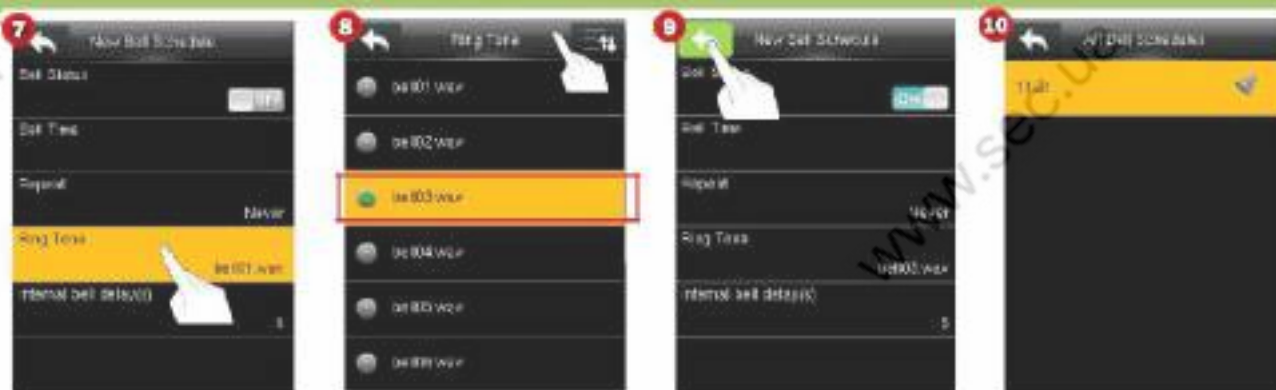 7
New Bell Schedule
Bell Status
OFF
Bell Time
Repeat
Never
Ring Tone
bell01.wav
Internal bell delay(s)
5
8
Ring Tone
bell01.wav
bell02.wav
bell03.wav
bell04.wav
bell05.wav
bell06.wav
9
New Bell Schedule
ON
Bell Time
Repeat
Never
Ring Tone
bell03.wav
Internal bell delay(s)
5
10
All Bell Schedules
www.sec.ua